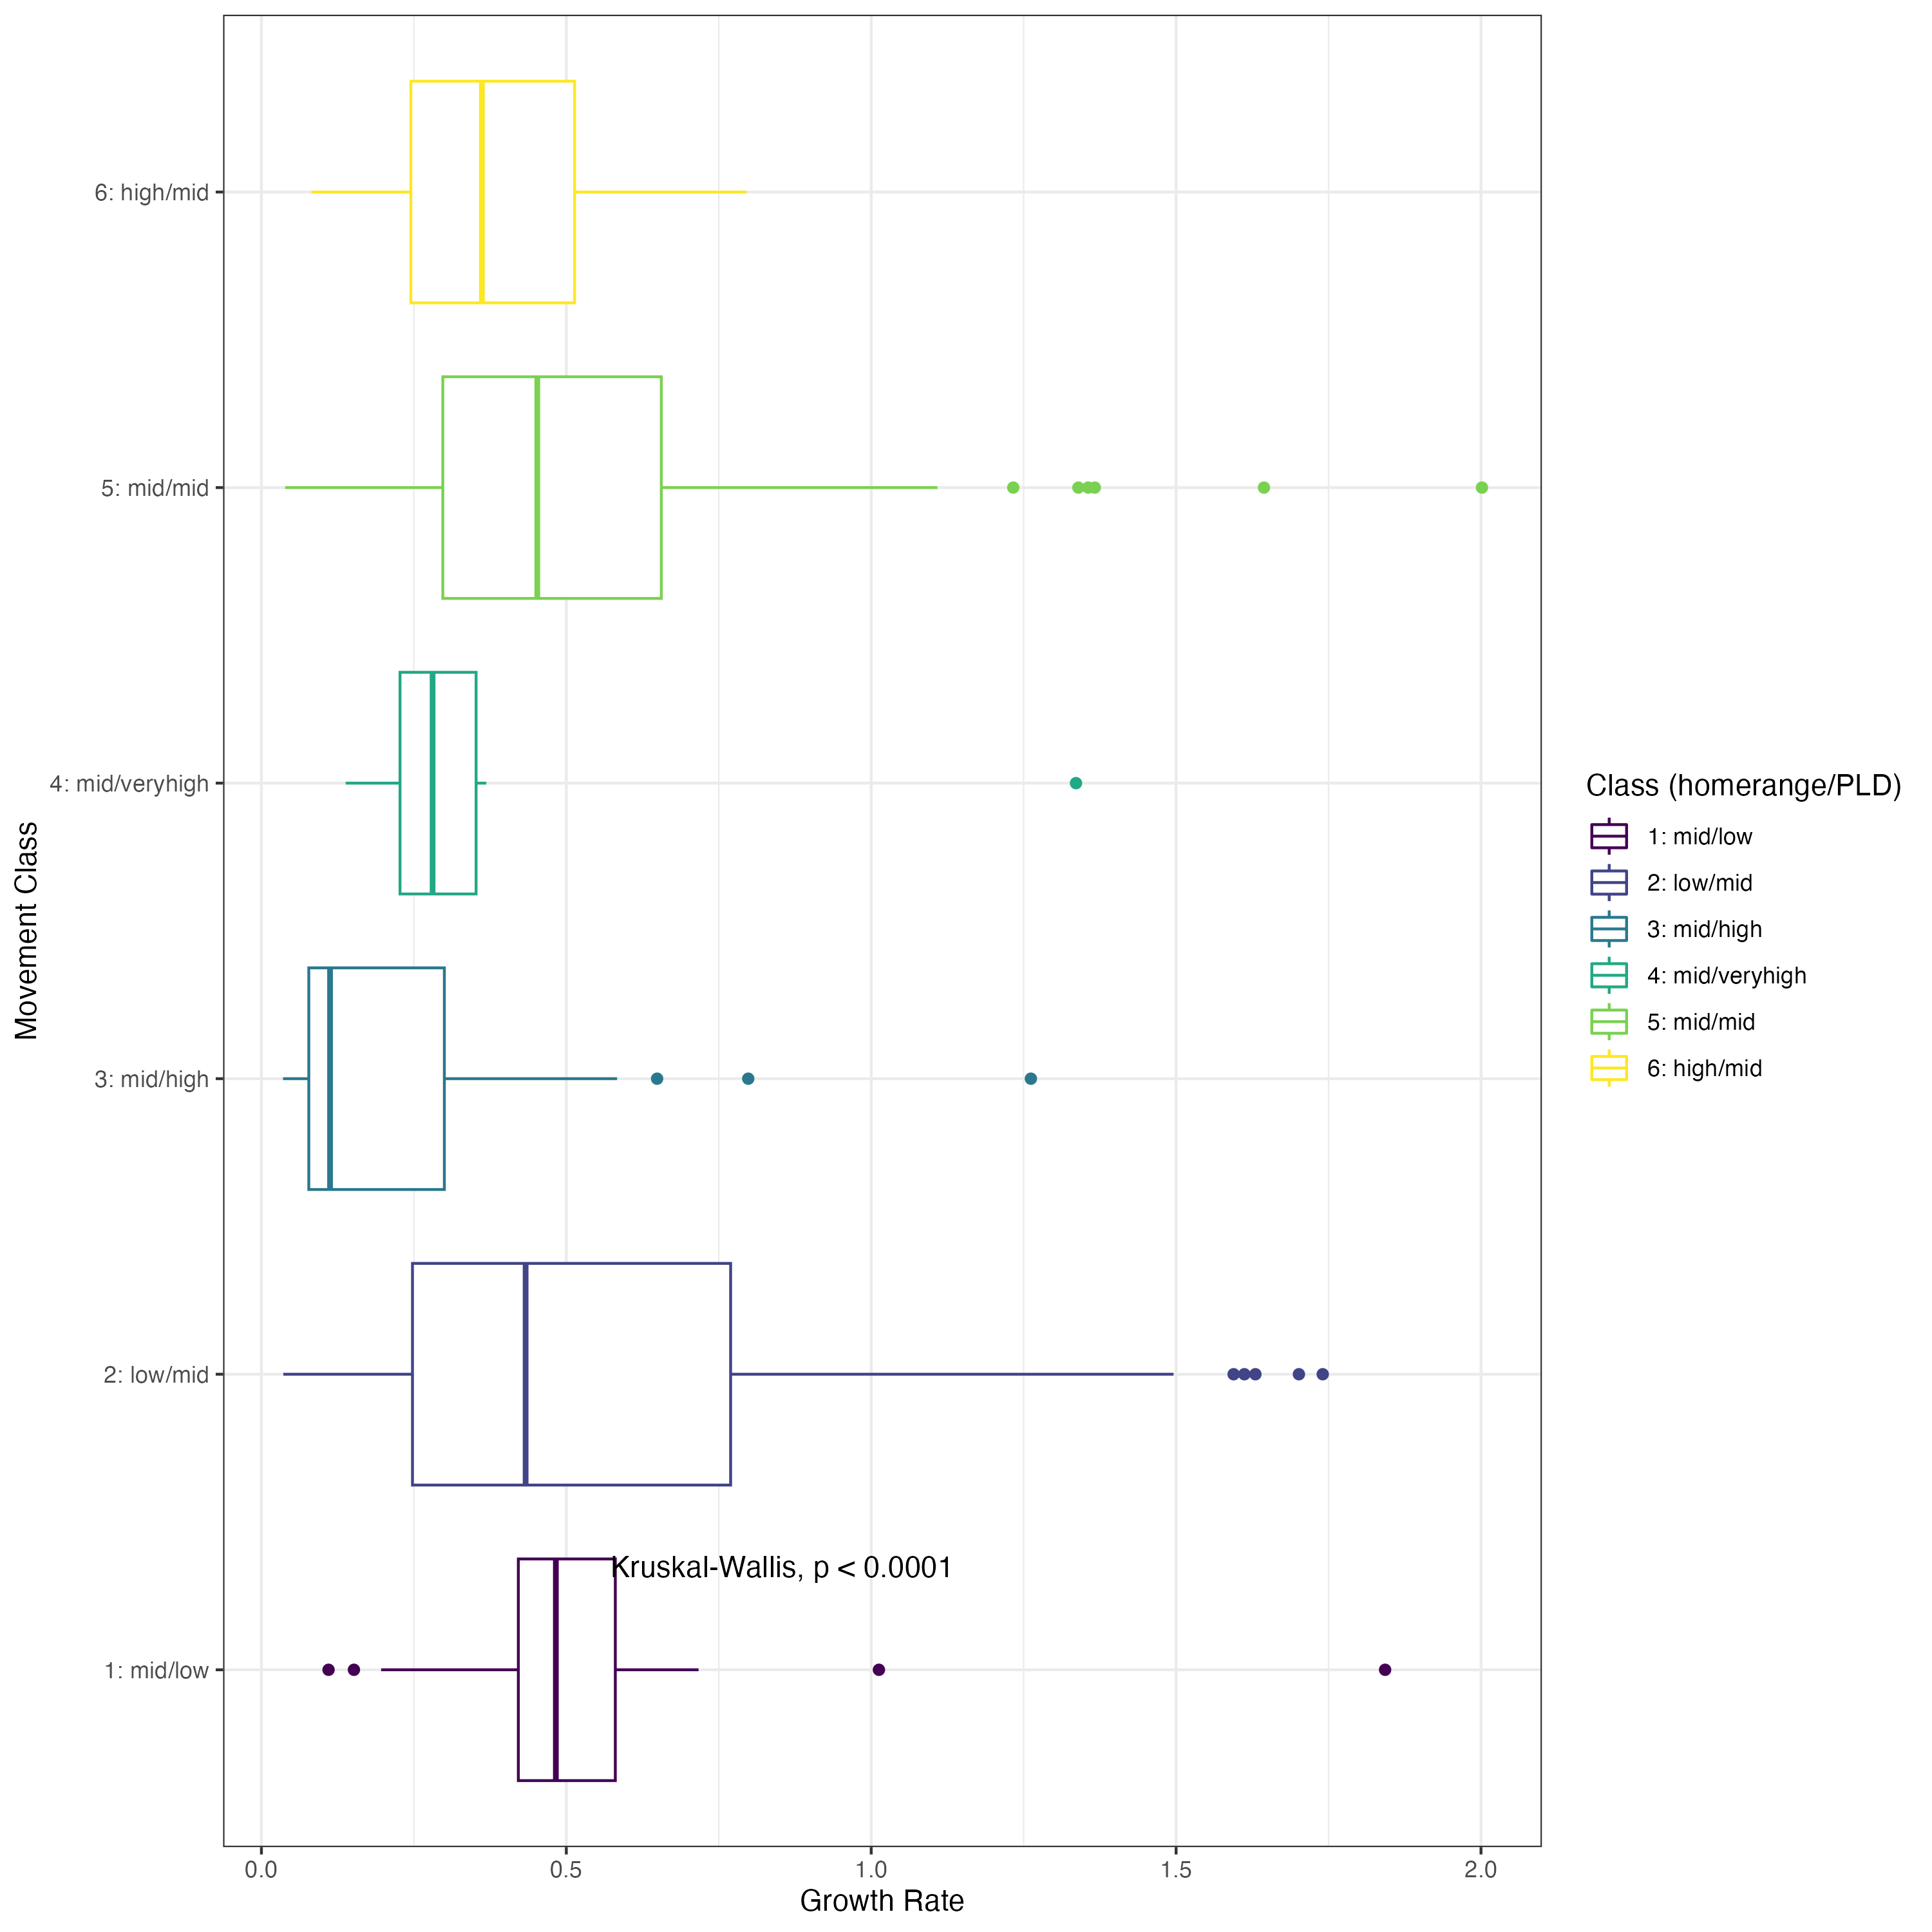 6: high/mid
5: mid/mid
4: mid/veryhigh
3: mid/high
2: low/mid
1: mid/low
Movement Class
Kruskal-Wallis, p < 0.0001
0.0 0.5 1.0 1.5 2.0
Growth Rate
Class (homerange/PLD)
1: mid/low
2: low/mid
3: mid/high
4: mid/veryhigh
5: mid/mid
6: high/mid